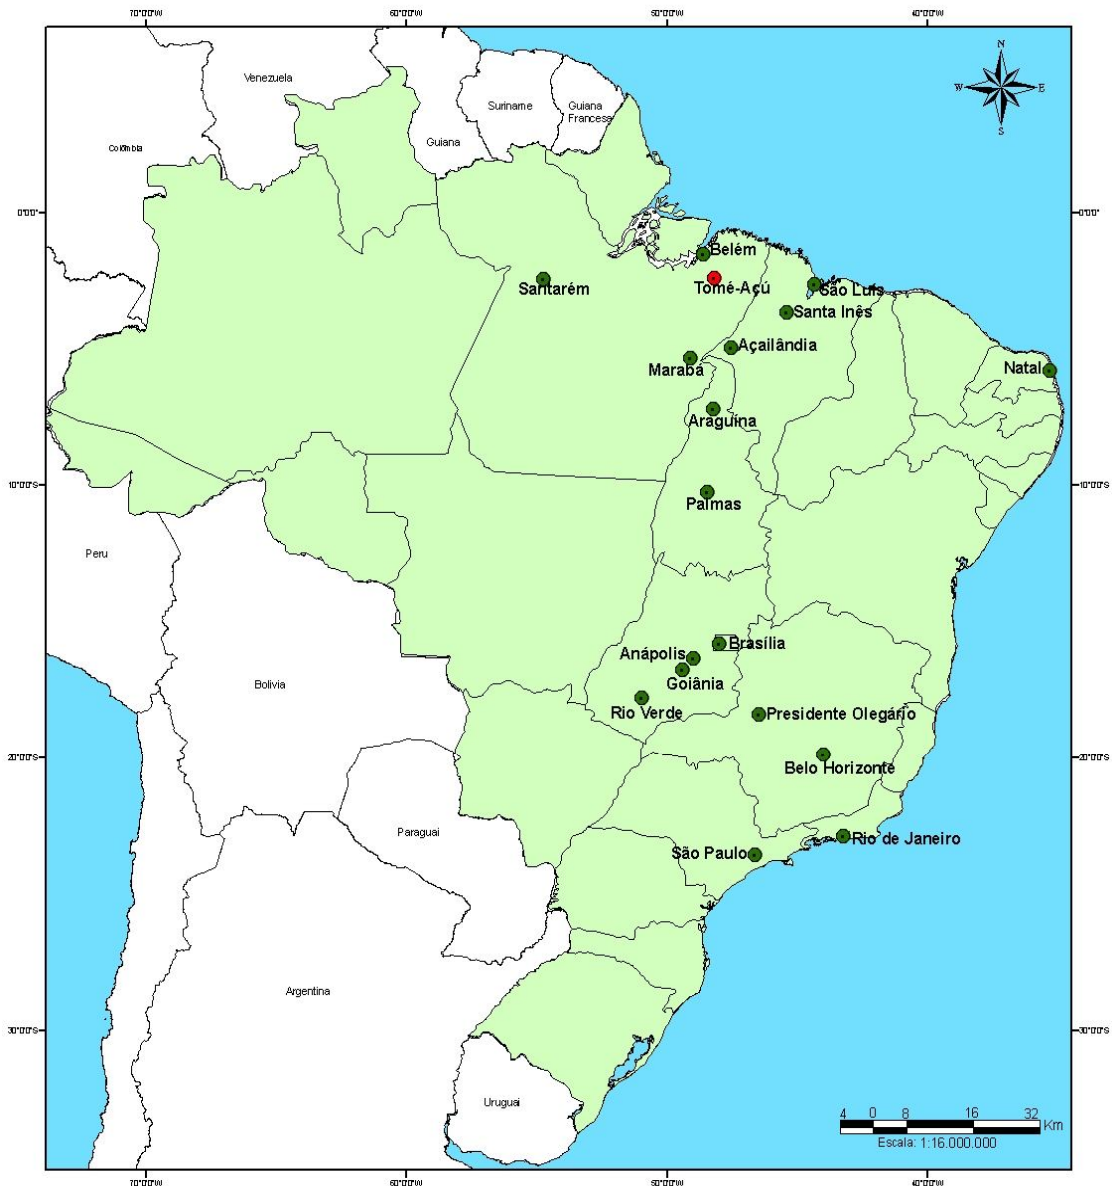 70°0'0"W 60°0'0"W 50°0'0"W 40°0'0"W
N
W E
S
Venezuela
Suriname
Guiana
Francesa
Guiana
Colômbia
0°0'0" 0°0'0"
Belém
Santarém
Tomé-Açú
São Luís
Santa Inês
Açailândia
Marabá
Natal
Araguína
10°0'0"S 10°0'0"S
Palmas
Peru
Brasília
Anápolis
Goiânia
Bolivia
Rio Verde
Presidente Olegário
20°0'0"S 20°0'0"S
Belo Horizonte
Paraguai
Rio de Janeiro
São Paulo
Argentina
30°0'0"S 30°0'0"S
Uruguai
4 0 8 16 32
Km
Escala: 1:16.000.000
70°0'0"W 60°0'0"W 50°0'0"W 40°0'0"W